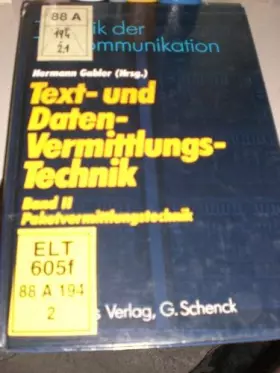 88 A
194
2.1
ik der
ommunikation
Hermann Gabler (Hrsg.)
Text- und
Daten-
Vermittlungs-
Technik
Band II
Paketvermittlungstechnik
ELT
605f
88 A 194
2
s Verlag, G. Schenck